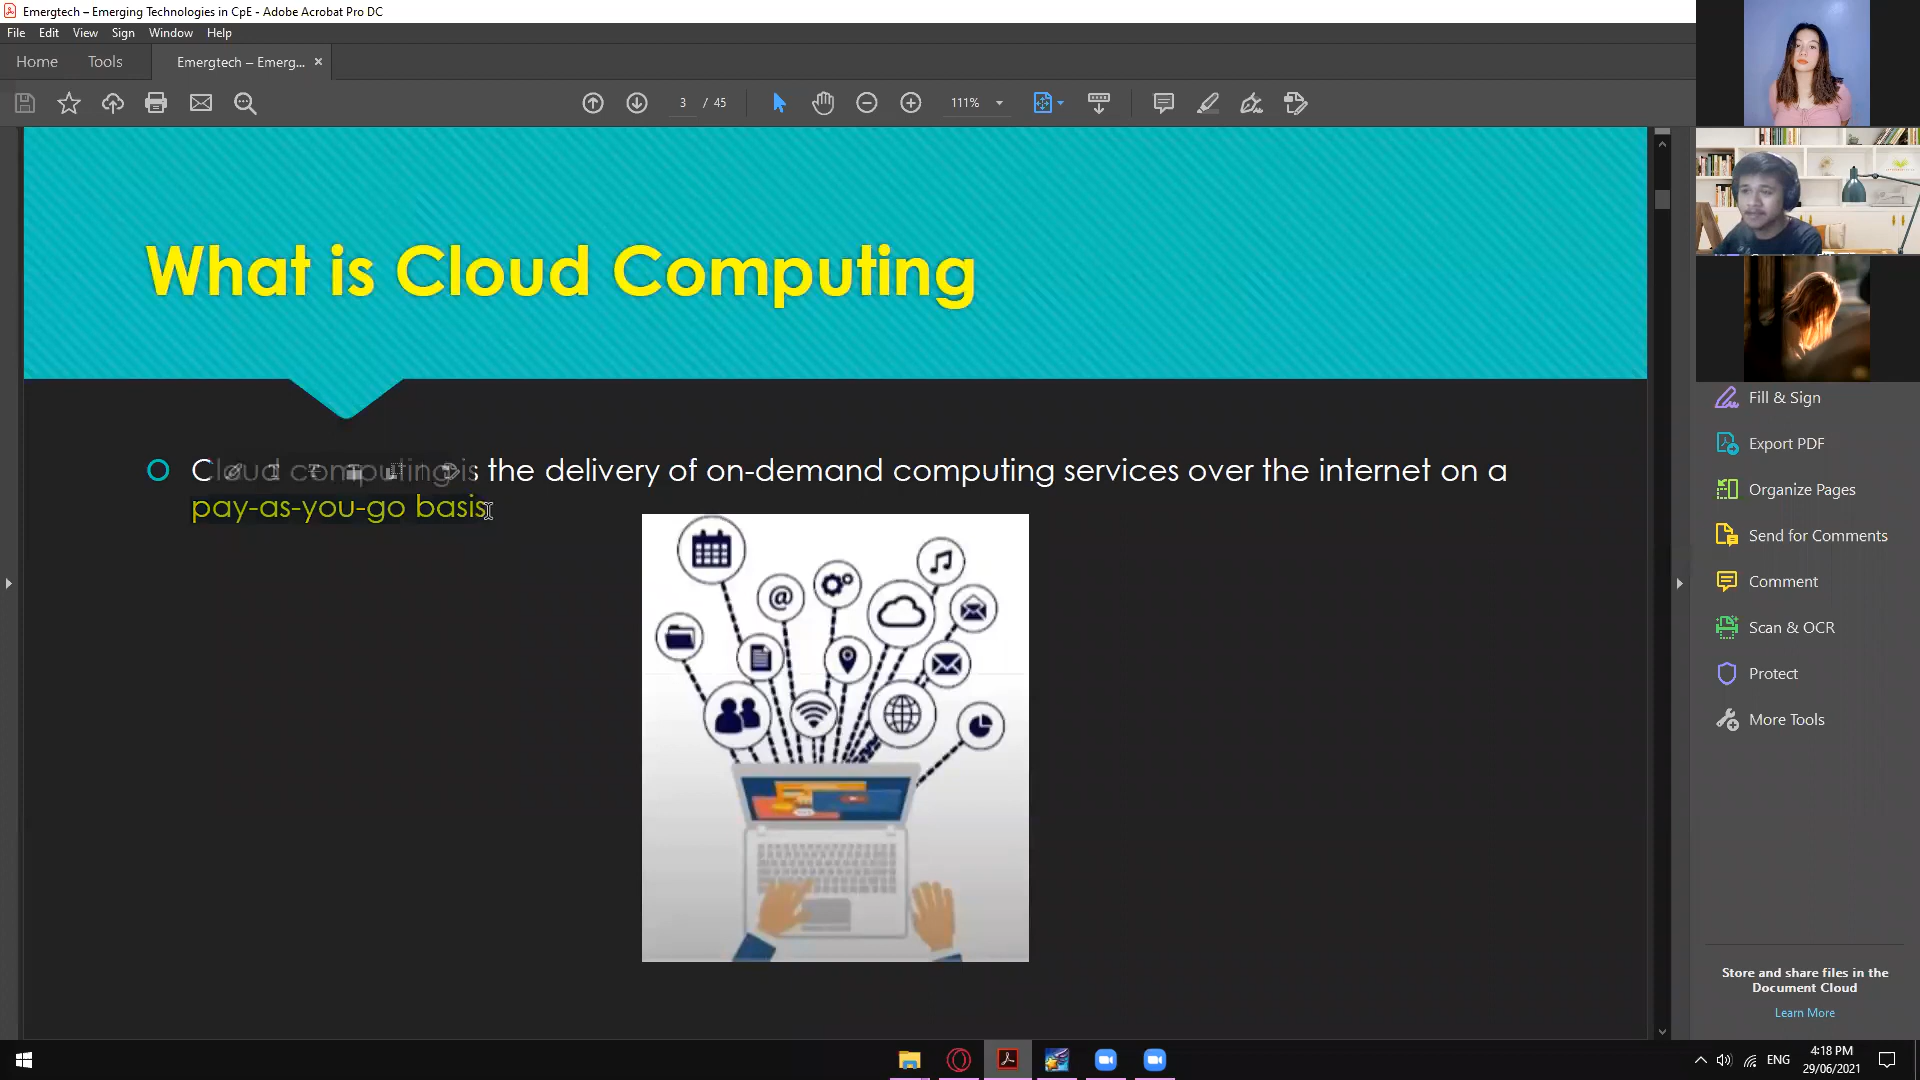 Emergtech – Emerging Technologies in CpE - Adobe Acrobat Pro DC
File Edit View Sign Window Help
Home Tools Emergtech – Emerg... ×
3 / 45 111%
What is Cloud Computing
Cloud computing is the delivery of on-demand computing services over the internet on a
pay-as-you-go basis.
@
Fill & Sign
Export PDF
Organize Pages
Send for Comments
Comment
Scan & OCR
Protect
More Tools
Store and share files in the
Document Cloud
Learn More
ENG
4:18 PM
29/06/2021